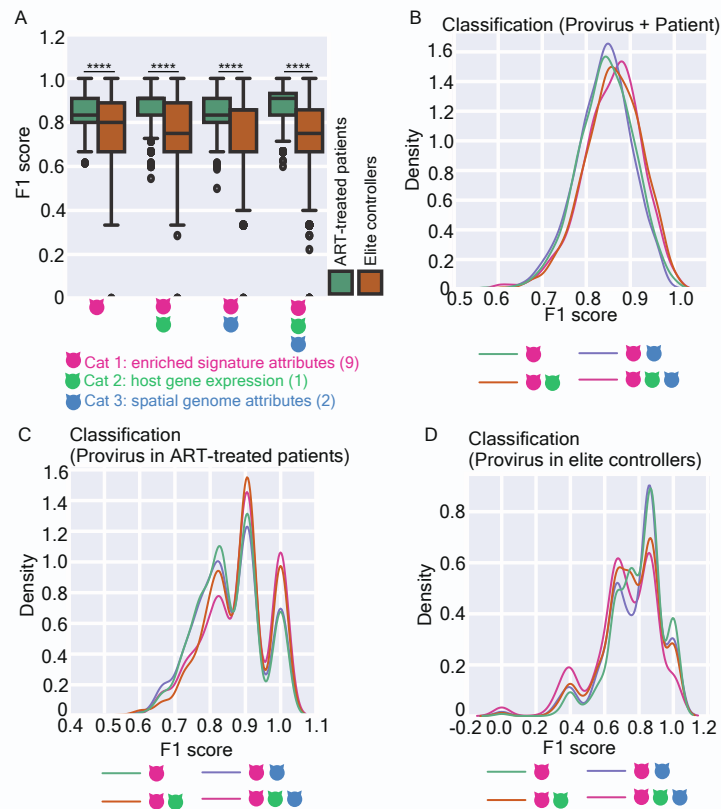 A
**** **** **** ****
1.2
1.0
0.8
0.6
0.4
0.2
0
F1 score
ART-treated patients
Elite controllers
Cat 1: enriched signature attributes (9)
Cat 2: host gene expression (1)
Cat 3: spatial genome attributes (2)
B
Classification (Provirus + Patient)
1.6
1.4
1.2
1.0
0.8
0.6
0.4
0.2
0
Density
0.5 0.6 0.7 0.8 0.9 1.0
F1 score
C
Classification
(Provirus in ART-treated patients)
1.6
1.4
1.2
1.0
0.8
0.6
0.4
0.2
0
Density
0.4 0.5 0.6 0.7 0.8 0.9 1.0 1.1
F1 score
D
Classification
(Provirus in elite controllers)
0.8
0.6
0.4
0.2
0
Density
-0.2 0.0 0.2 0.4 0.6 0.8 1.0 1.2
F1 score